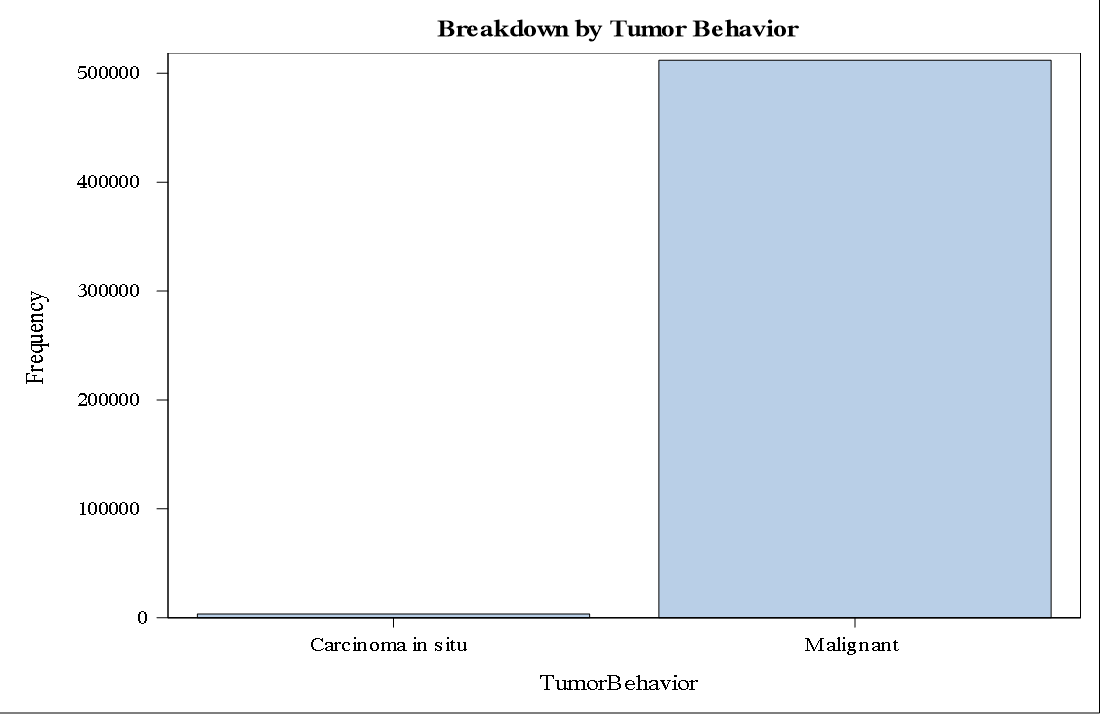 Breakdown by Tumor Behavior
500000
400000
300000
200000
100000
0
Frequency
Carcinoma in situ
Malignant
TumorBehavior